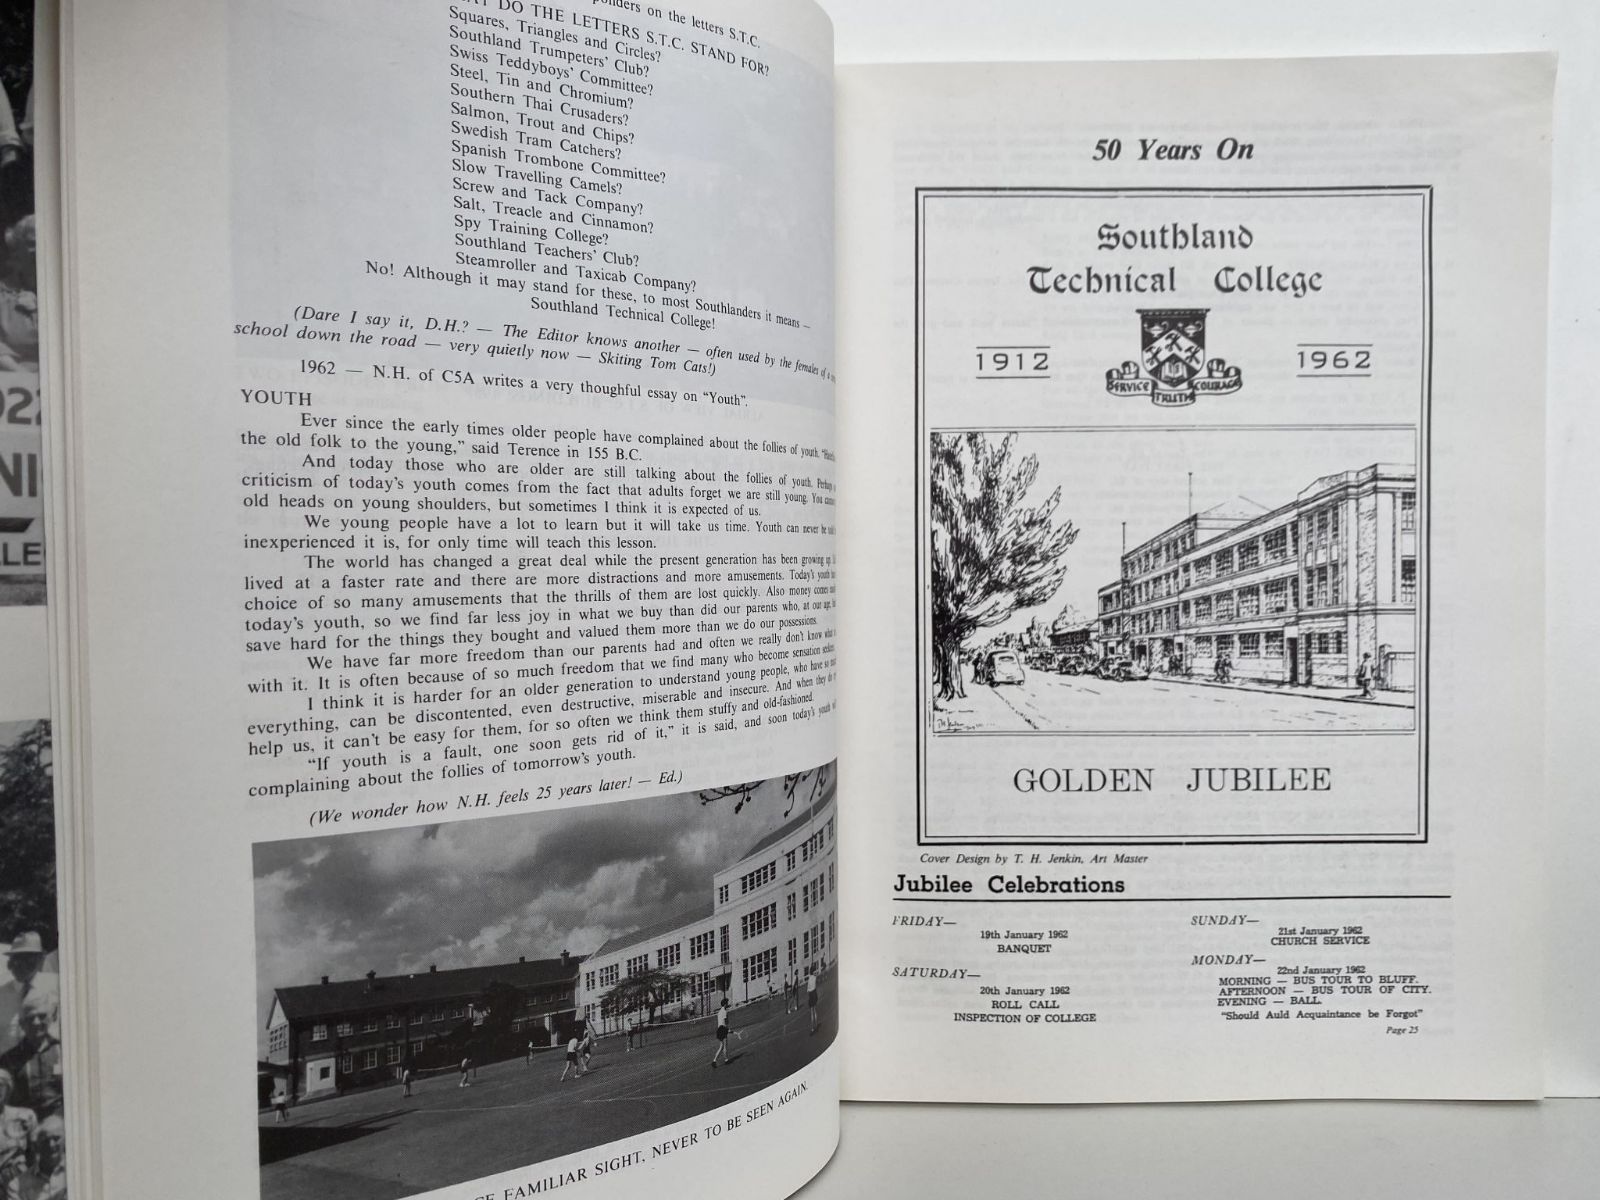 on the letters S.T.C.
DO THE LETTERS S.T.C. STAND FOR?
Squares, Triangles and Circles?
Southland Trumpeters' Club?
Swiss Teddyboys' Committee?
Steel, Tin and Chromium?
Southern Thai Crusaders?
Salmon, Trout and Chips?
Swedish Tram Catchers?
Spanish Trombone Committee?
Slow Travelling Camels?
Screw and Tack Company?
Salt, Treacle and Cinnamon?
Spy Training College?
Southland Teachers' Club?
Steamroller and Taxicab Company?
No! Although it may stand for these, to most Southlanders it means –
Southland Technical College!
(Dare I say it, D.H.? — The Editor knows another — often used by the females of a
school down the road — very quietly now — Skiting Tom Cats!)
1962 — N.H. of C5A writes a very thoughtful essay on "Youth".
YOUTH
Ever since the early times older people have complained about the follies of youth.
the old folk to the young," said Terence in 155 B.C.
And today those who are older are still talking about the follies of youth. Perhaps
criticism of today's youth comes from the fact that adults forget we are still young. You
old heads on young shoulders, but sometimes I think it is expected of us.
We young people have a lot to learn but it will take us time. Youth can never be
inexperienced it is, for only time will teach this lesson.
The world has changed a great deal while the present generation has been growing up.
lived at a faster rate and there are more distractions and more amusements. Today's youth
choice of so many amusements that the thrills of them are lost quickly. Also money comes
today's youth, so we find far less joy in what we buy than did our parents who, at our age,
save hard for the things they bought and valued them more than we do our possessions.
We have far more freedom than our parents had and often we really don't know what
with it. It is often because of so much freedom that we find many who become sensation seekers.
I think it is harder for an older generation to understand young people, who have so
everything, can be discontented, even destructive, miserable and insecure. And when they
help us, it can't be easy for them, for so often we think them stuffy and old-fashioned.
"If youth is a fault, one soon gets rid of it," it is said, and soon today's youth
complaining about the follies of tomorrow's youth.
(We wonder how N.H. feels 25 years later! — Ed.)
FAMILIAR SIGHT, NEVER TO BE SEEN AGAIN.
50 Years On
Southland
Technical College
1912
1962
SERVICE
TRUTH
COURAGE
GOLDEN JUBILEE
Cover Design by T. H. Jenkin, Art Master
Jubilee Celebrations
FRIDAY—
19th January 1962
BANQUET
SATURDAY—
20th January 1962
ROLL CALL
INSPECTION OF COLLEGE
SUNDAY—
21st January 1962
CHURCH SERVICE
MONDAY—
22nd January 1962
MORNING — BUS TOUR TO BLUFF.
AFTERNOON — BUS TOUR OF CITY.
EVENING — BALL.
"Should Auld Acquaintance be Forgot"
Page 25